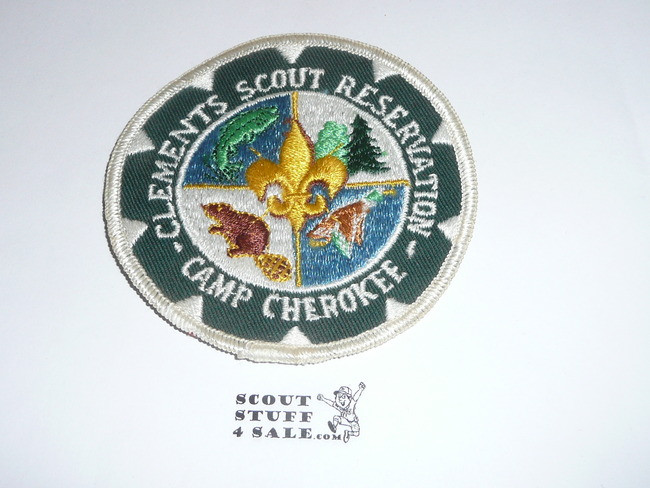 CLEMENTS SCOUT RESERVATION
- CAMP CHEROKEE -
SCOUT
STUFF
4 SALE.COM